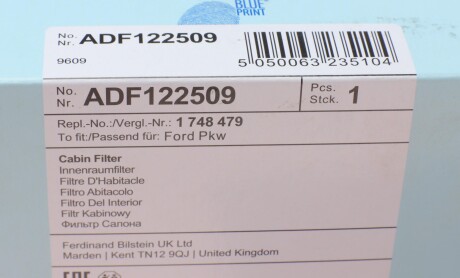 BLUE
PRINT
No.
Nr. ADF122509
9609
5 050063 235104
No.
Nr. ADF122509
Pcs.
Stck. 1
Repl.-No.:/Vergl.-Nr.: 1 748 479
To fit:/Passend für: Ford Pkw
Cabin Filter
Innenraumfilter
Filtre D'Habitacle
Filtro Abitacolo
Filtro Del Interior
Filtr Kabinowy
Фильтр Салона
Ferdinand Bilstein UK Ltd
Marden | Kent TN12 9QJ | United Kingdom
EAC